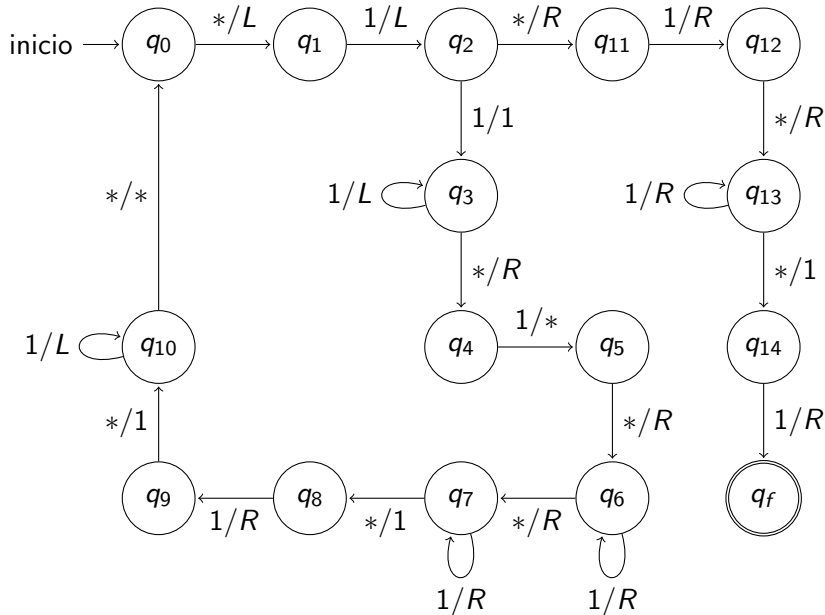 inicio q0 */L q1 1/L q2 */R q11 1/R q12
1/1 */R
*/* 1/L q3 1/R q13
*/R */1
1/L q10 q4 1/* q5 q14
*/1 */R 1/R
q9 1/R q8 */1 q7 */R q6 qf
1/R 1/R